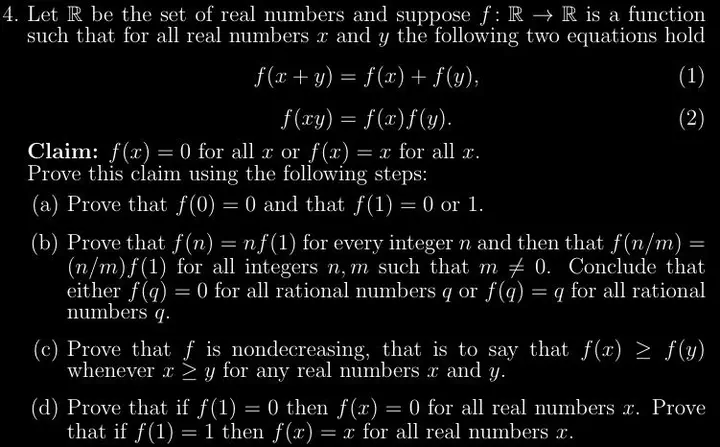 4. Let ℝ be the set of real numbers and suppose f: ℝ → ℝ is a function
such that for all real numbers x and y the following two equations hold
f(x + y) = f(x) + f(y), (1)
f(xy) = f(x)f(y). (2)
Claim: f(x) = 0 for all x or f(x) = x for all x.
Prove this claim using the following steps:
(a) Prove that f(0) = 0 and that f(1) = 0 or 1.
(b) Prove that f(n) = nf(1) for every integer n and then that f(n/m) =
(n/m)f(1) for all integers n, m such that m ≠ 0. Conclude that
either f(q) = 0 for all rational numbers q or f(q) = q for all rational
numbers q.
(c) Prove that f is nondecreasing, that is to say that f(x) ≥ f(y)
whenever x ≥ y for any real numbers x and y.
(d) Prove that if f(1) = 0 then f(x) = 0 for all real numbers x. Prove
that if f(1) = 1 then f(x) = x for all real numbers x.